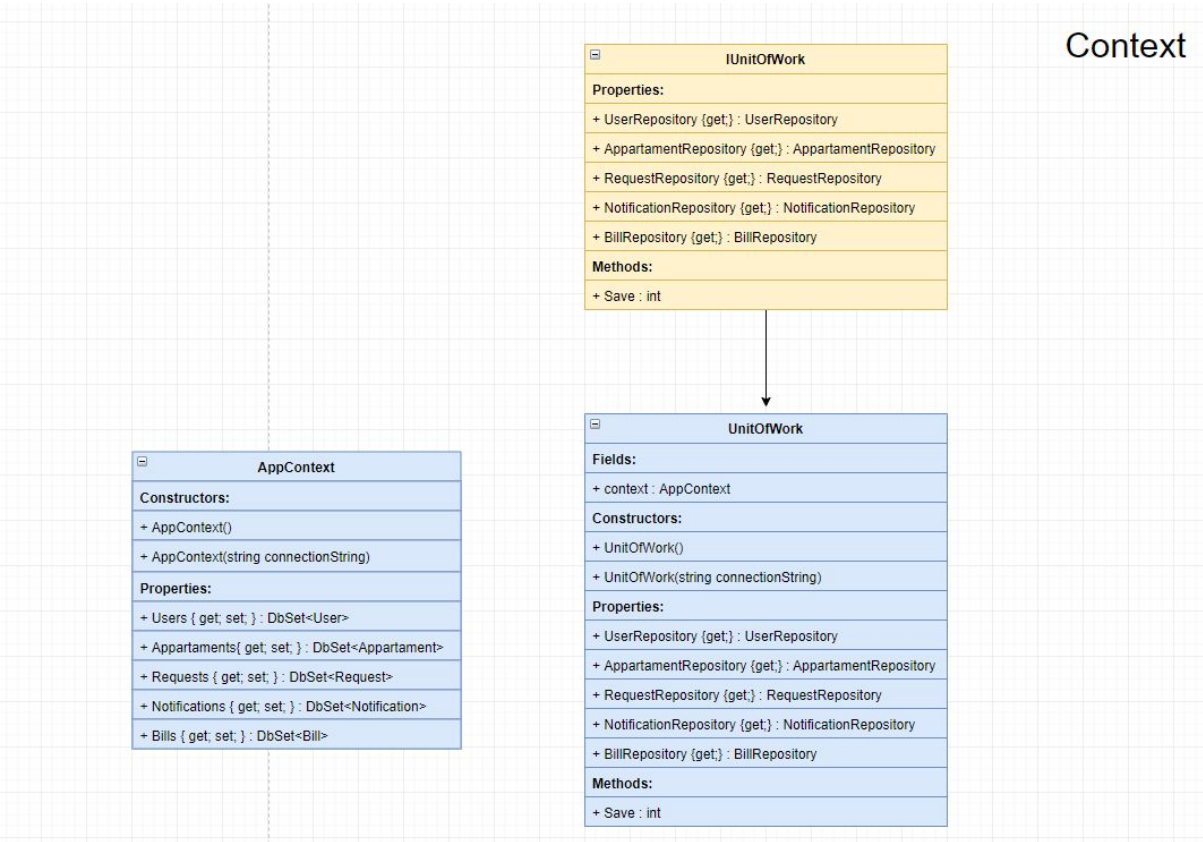 Context
IUnitOfWork
Properties:
+ UserRepository {get;} : UserRepository
+ AppartamentRepository {get;} : AppartamentRepository
+ RequestRepository {get;} : RequestRepository
+ NotificationRepository {get;} : NotificationRepository
+ BillRepository {get;} : BillRepository
Methods:
+ Save : int
AppContext
Constructors:
+ AppContext()
+ AppContext(string connectionString)
Properties:
+ Users { get; set; } : DbSet<User>
+ Appartaments{ get; set; } : DbSet<Appartament>
+ Requests { get; set; } : DbSet<Request>
+ Notifications { get; set; } : DbSet<Notification>
+ Bills { get; set; } : DbSet<Bill>
UnitOfWork
Fields:
+ context : AppContext
Constructors:
+ UnitOfWork()
+ UnitOfWork(string connectionString)
Properties:
+ UserRepository {get;} : UserRepository
+ AppartamentRepository {get;} : AppartamentRepository
+ RequestRepository {get;} : RequestRepository
+ NotificationRepository {get;} : NotificationRepository
+ BillRepository {get;} : BillRepository
Methods:
+ Save : int